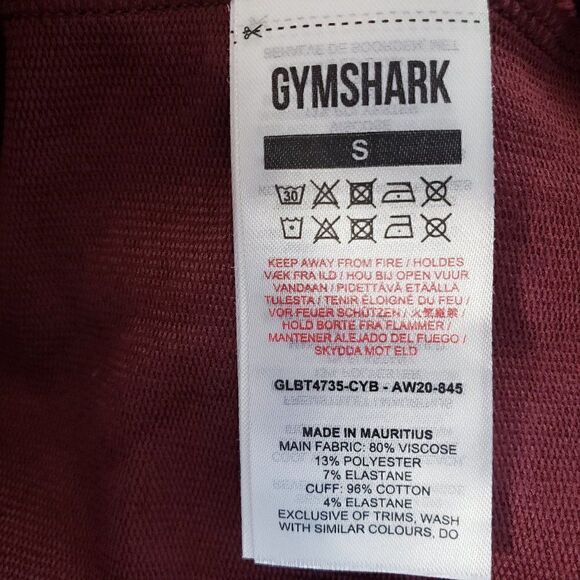 GYMSHARK
S
30
KEEP AWAY FROM FIRE / HOLDES
VÆK FRA ILD / HOU BIJ OPEN VUUR
VANDAAN / PIDETTÄVÄ ETÄÄLLÄ
TULESTA / TENIR ÉLOIGNÉ DU FEU /
VOR FEUER SCHÜTZEN / 火気厳禁 /
HOLD BORTE FRA FLAMMER /
MANTENER ALEJADO DEL FUEGO /
SKYDDA MOT ELD
GLBT4735-CYB - AW20-845
MADE IN MAURITIUS
MAIN FABRIC: 80% VISCOSE
13% POLYESTER
7% ELASTANE
CUFF: 96% COTTON
4% ELASTANE
EXCLUSIVE OF TRIMS, WASH
WITH SIMILAR COLOURS, DO